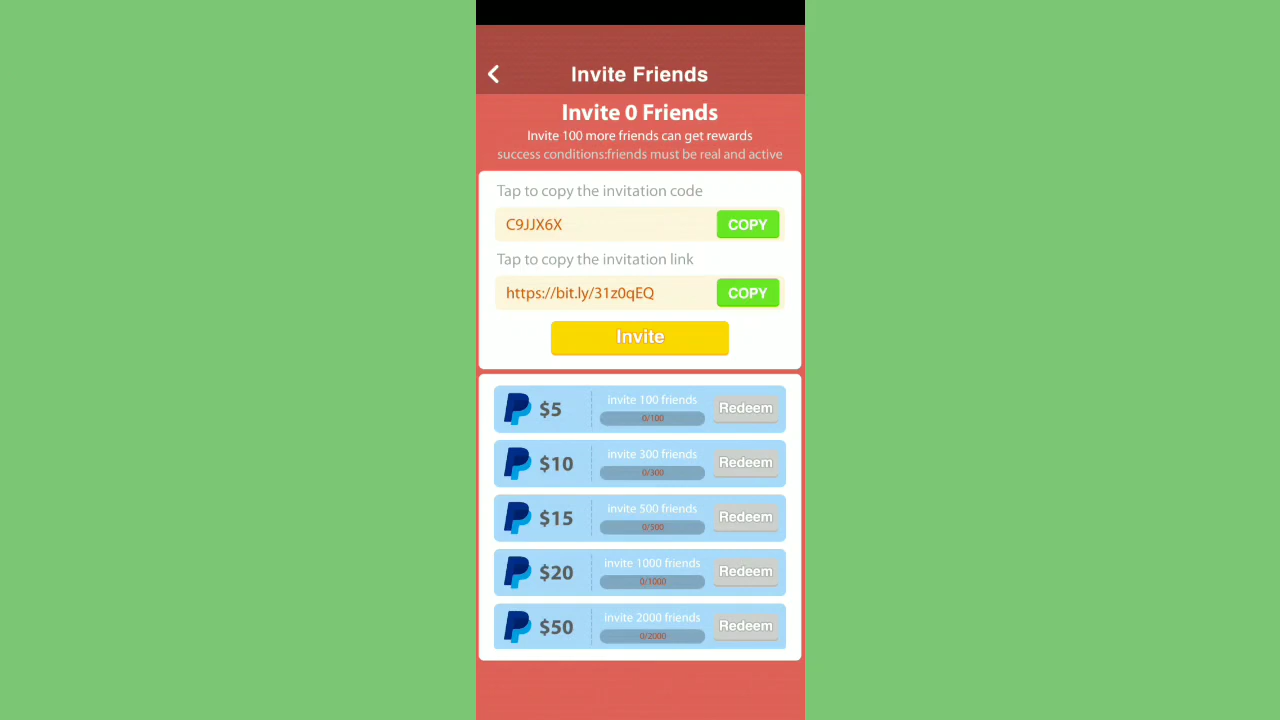 Invite Friends
Invite 0 Friends
Invite 100 more friends can get rewards
success conditions:friends must be real and active
Tap to copy the invitation code
C9JJX6X COPY
Tap to copy the invitation link
https://bit.ly/31z0qEQ COPY
Invite
$5 invite 100 friends Redeem
0/100
$10 invite 300 friends Redeem
0/300
$15 invite 500 friends Redeem
0/500
$20 invite 1000 friends Redeem
0/1000
$50 invite 2000 friends Redeem
0/2000